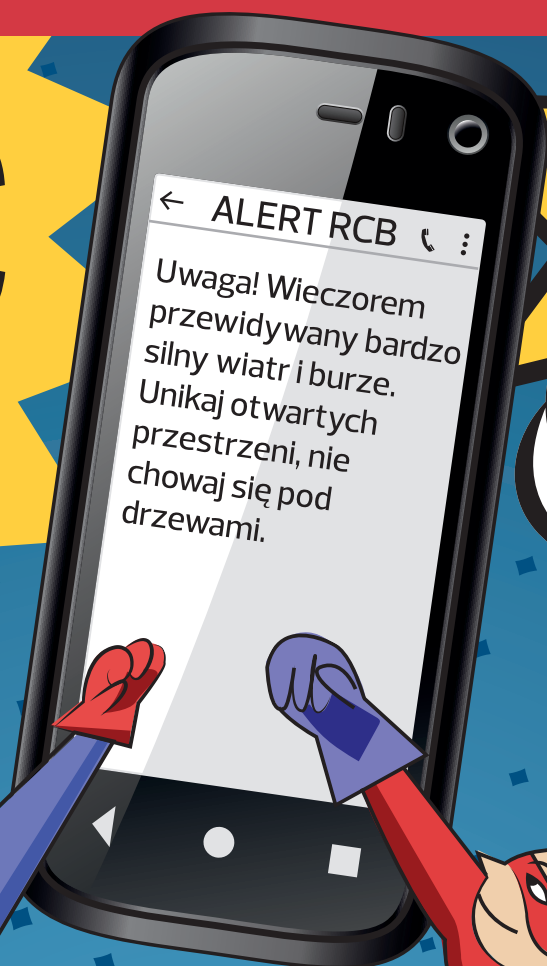 ALERT RCB
Uwaga! Wieczorem
przewidywany bardzo
silny wiatr i burze.
Unikaj otwartych
przestrzeni, nie
chowaj się pod
drzewami.